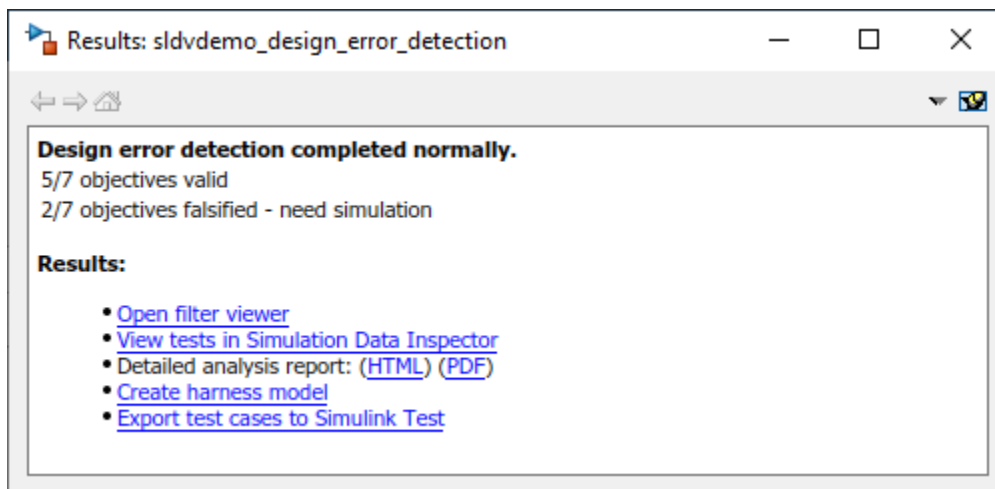 Results: sldvdemo_design_error_detection
Design error detection completed normally.
5/7 objectives valid
2/7 objectives falsified - need simulation
Results:
• Open filter viewer
• View tests in Simulation Data Inspector
• Detailed analysis report: (HTML) (PDF)
• Create harness model
• Export test cases to Simulink Test